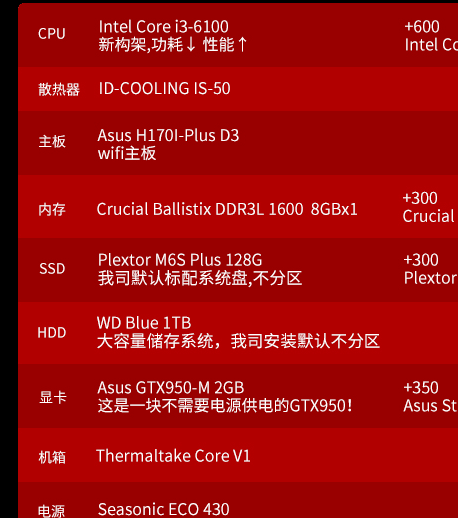 CPU
Intel Core i3-6100
新构架,功耗↓ 性能↑
+600
Intel Co
散热器
ID-COOLING IS-50
主板
Asus H170I-Plus D3
wifi主板
内存
Crucial Ballistix DDR3L 1600 8GBx1
+300
Crucial
SSD
Plextor M6S Plus 128G
我司默认标配系统盘,不分区
+300
Plextor
HDD
WD Blue 1TB
大容量储存系统，我司安装默认不分区
显卡
Asus GTX950-M 2GB
这是一块不需要电源供电的GTX950！
+350
Asus St
机箱
Thermaltake Core V1
电源
Seasonic ECO 430